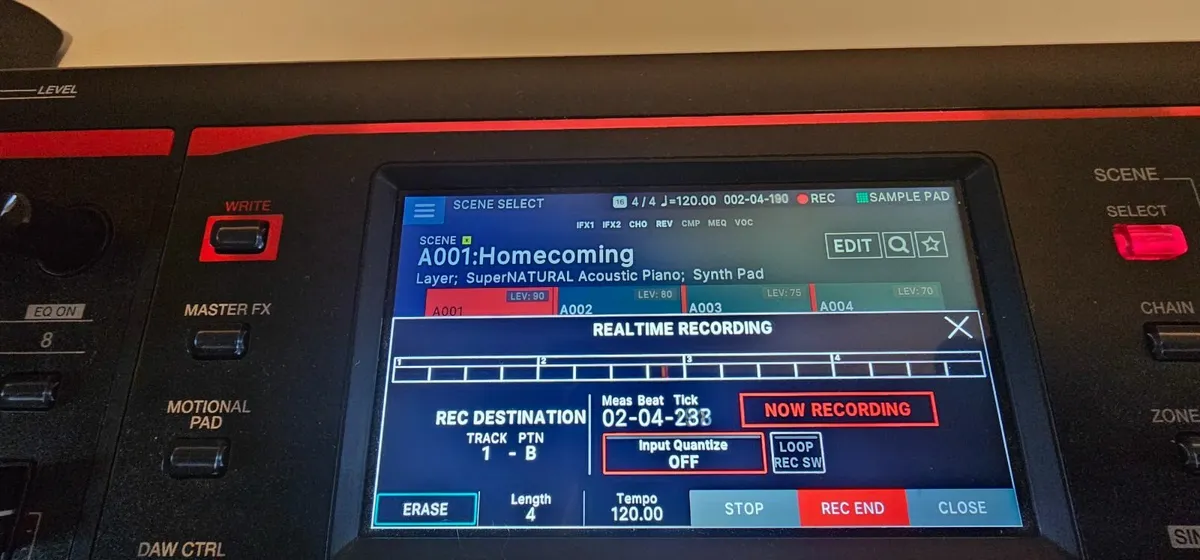 LEVEL
WRITE
EQ ON
8
MASTER FX
MOTIONAL
PAD
DAW CTRL
SCENE SELECT
16 4/4 ♩=120.00 002-04-190 REC SAMPLE PAD
IFX1 IFX2 CHO REV CMP MEQ VOC
SCENE
A001:Homecoming
EDIT
Layer; SuperNATURAL Acoustic Piano; Synth Pad
LEV: 90
LEV: 80
LEV: 75
LEV: 70
A001
A002
A003
A004
REALTIME RECORDING
1 2 3 4
REC DESTINATION
TRACK PTN
1 - B
Meas Beat Tick
02-04-
NOW RECORDING
Input Quantize
OFF
LOOP
REC SW
ERASE
Length
4
Tempo
120.00
STOP
REC END
CLOSE
SCENE
SELECT
CHAIN
ZONE